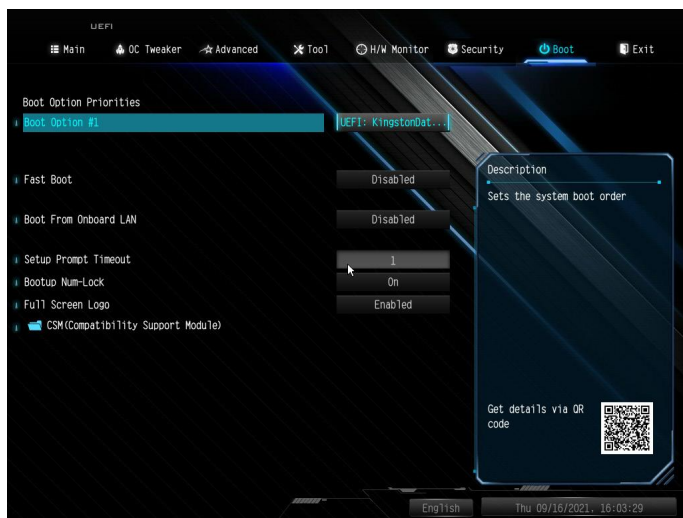 UEFI
Main OC Tweaker Advanced Tool H/W Monitor Security Boot Exit
Boot Option Priorities
Boot Option #1 UEFI: KingstonDat...
Description
Sets the system boot order
Fast Boot Disabled
Boot From Onboard LAN Disabled
Setup Prompt Timeout 1
Bootup Num-Lock On
Full Screen Logo Enabled
CSM(Compatibility Support Module)
Get details via QR
code
English Thu 09/16/2021, 16:03:29